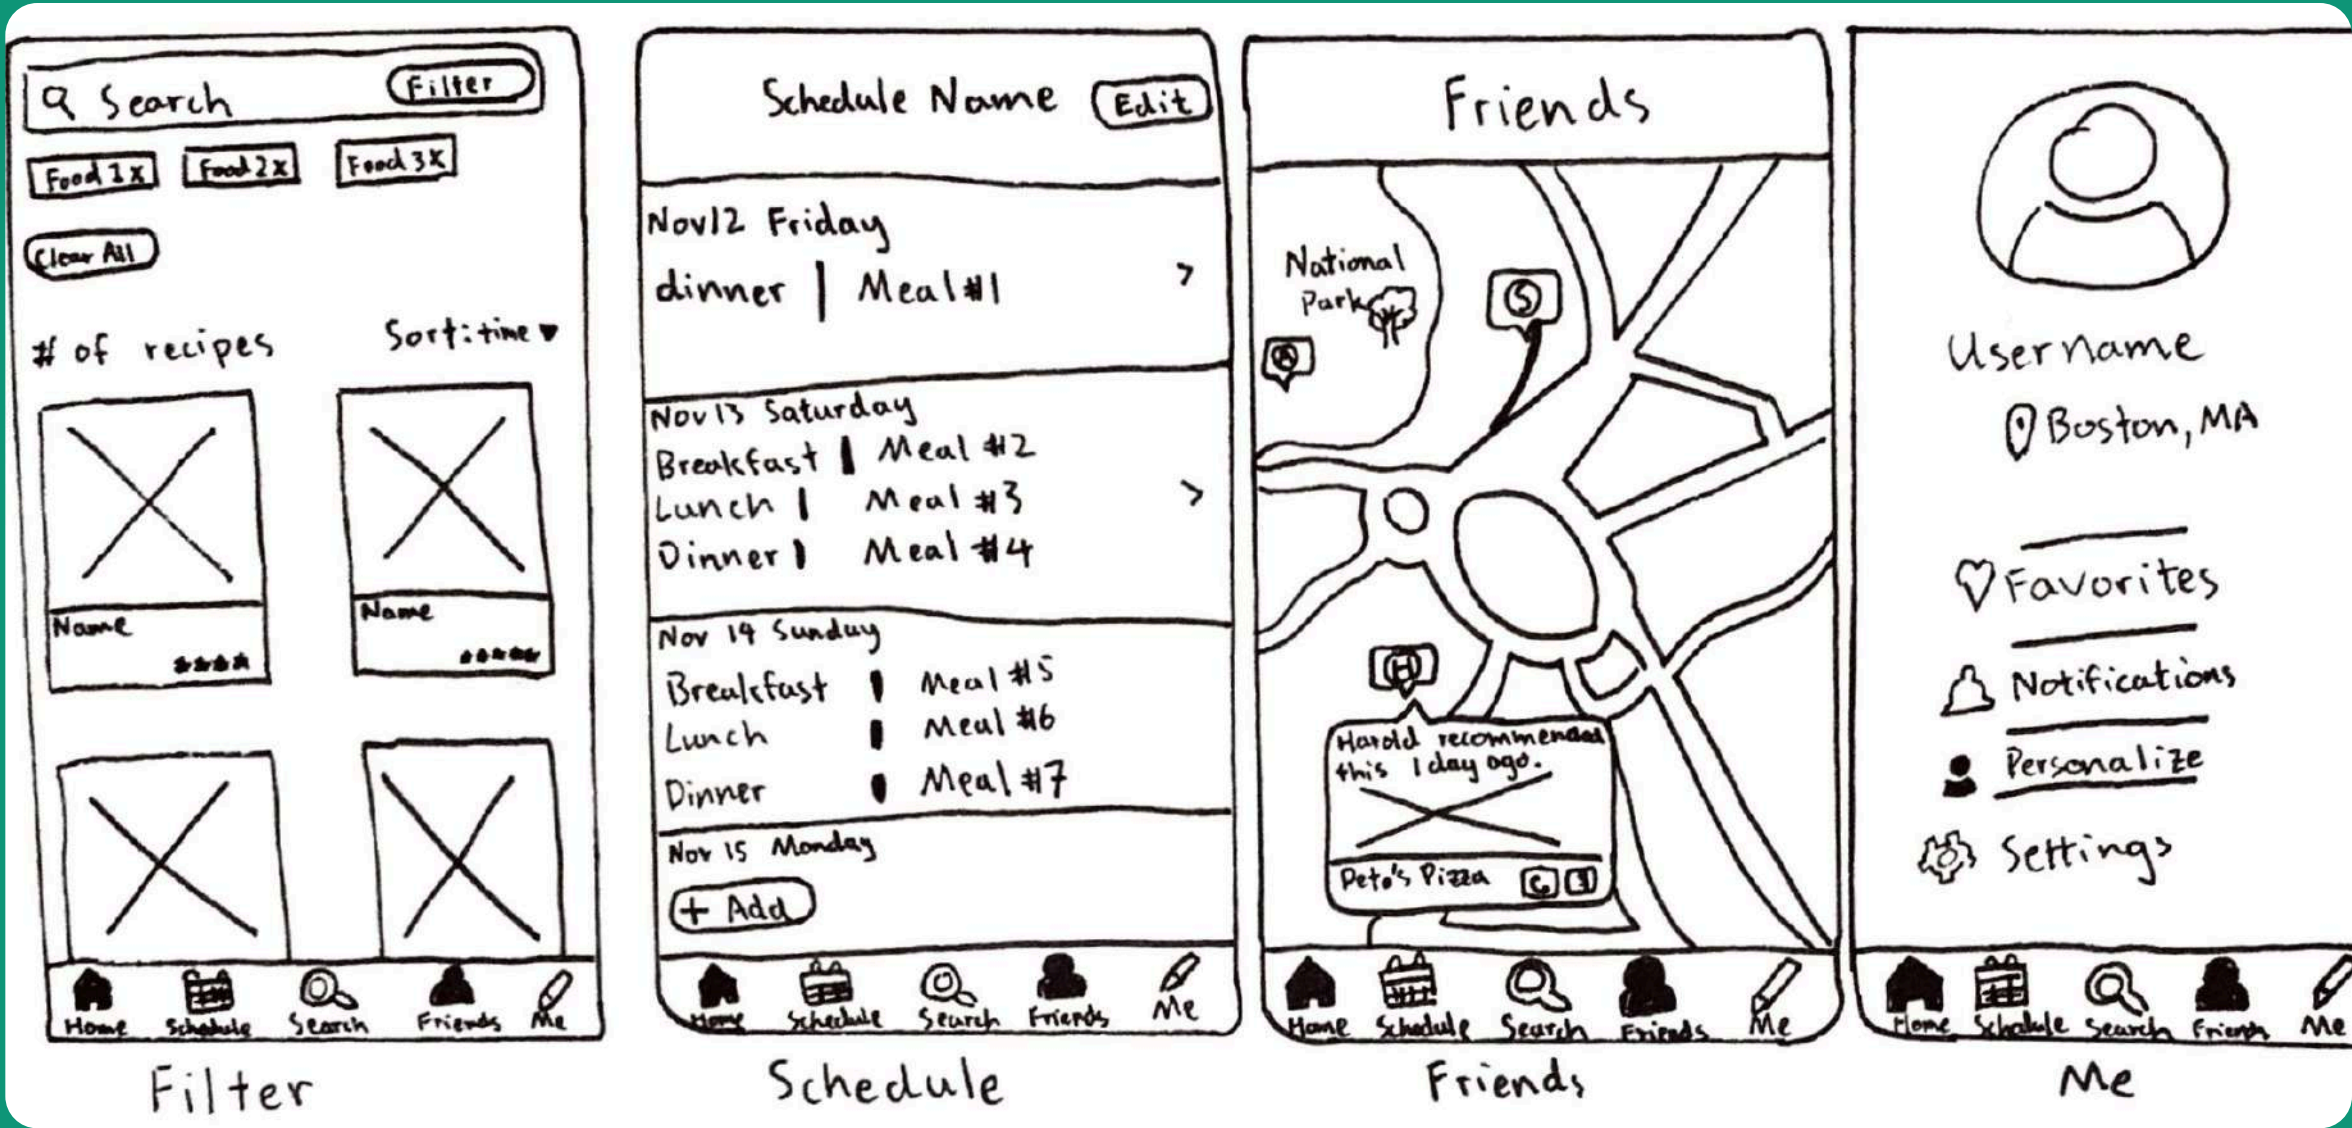 Search Filter
Food 1 x Food 2 x Food 3 x
Clear All
# of recipes Sort: time
Name Name
Home Schedule Search Friends Me
Filter
Schedule Name Edit
Nov 12 Friday
dinner | Meal #1 >
Nov 13 Saturday
Breakfast | Meal #2
Lunch | Meal #3 >
Dinner | Meal #4
Nov 14 Sunday
Breakfast | Meal #5
Lunch | Meal #6
Dinner | Meal #7
Nov 15 Monday
+ Add
Home Schedule Search Friends Me
Schedule
Friends
National
Park
S
A
H
Harold recommended
this 1 day ago.
Pete's Pizza
Home Schedule Search Friends Me
Friends
Username
Boston, MA
Favorites
Notifications
Personalize
Settings
Home Schedule Search Friends Me
Me